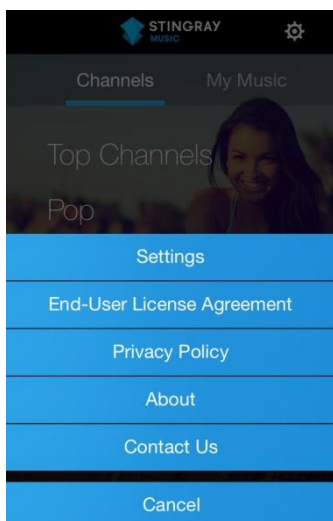 STINGRAY
MUSIC
Channels My Music
Top Channels
Pop
Settings
End-User License Agreement
Privacy Policy
About
Contact Us
Cancel